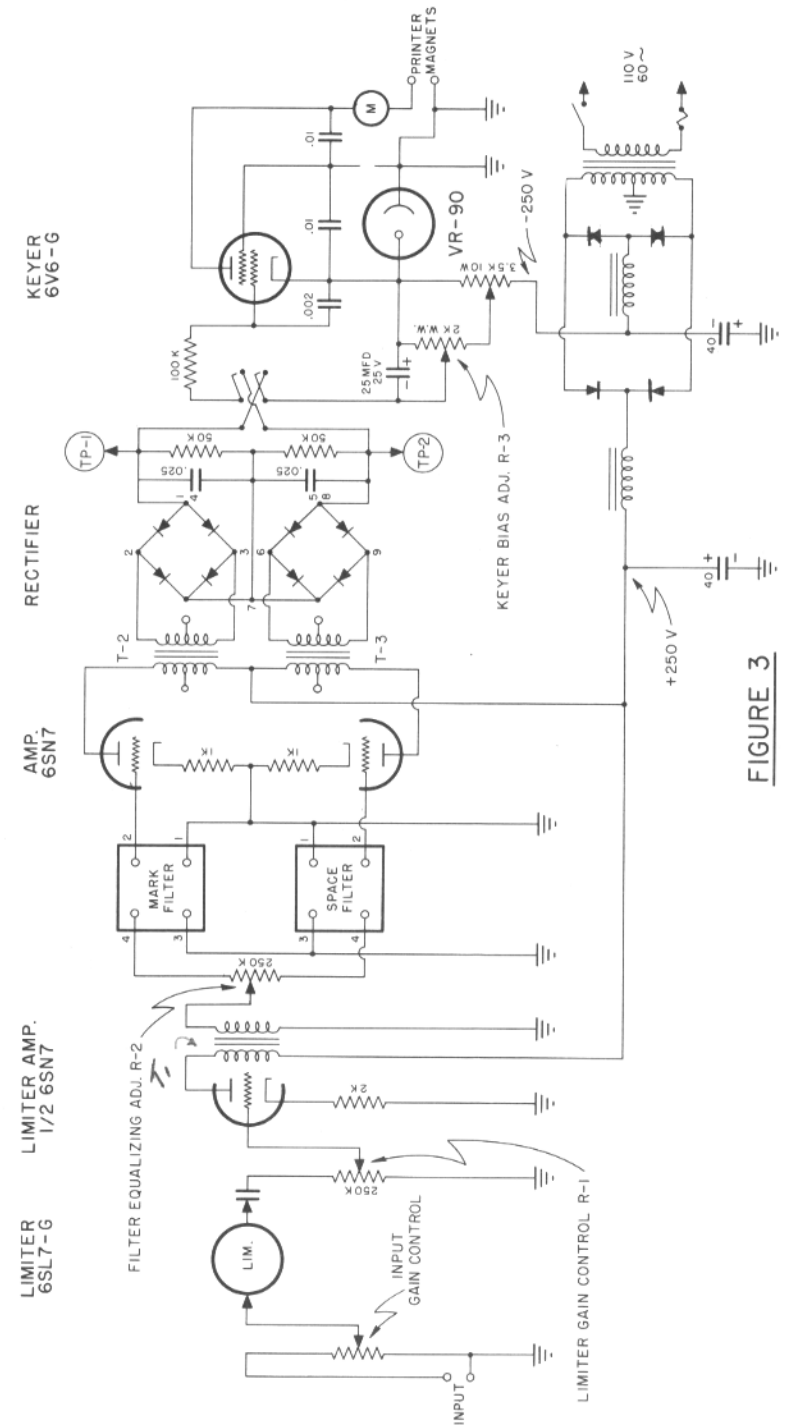 LIMITER
6SL7-G
LIMITER AMP.
1/2 6SN7
AMP.
6SN7
RECTIFIER
KEYER
6V6-G
INPUT
INPUT
GAIN CONTROL
LIM.
250K
LIMITER GAIN CONTROL R-1
FILTER EQUALIZING ADJ. R-2
T1
2K
250K
4
MARK
FILTER
2
3
1
3
SPACE
FILTER
1
4
2
1K
1K
T-2
T-3
2
1
4
3
7
6
5
8
9
.025
.025
50K
50K
TP-1
TP-2
100K
.002
.01
.01
M
PRINTER
MAGNETS
25 MFD
25 V
- +
2K W.W.
3.5K 10W
VR-90
-250 V
KEYER BIAS ADJ. R-3
+250 V
40
+
-
40
-
+
110 V
60~
FIGURE 3